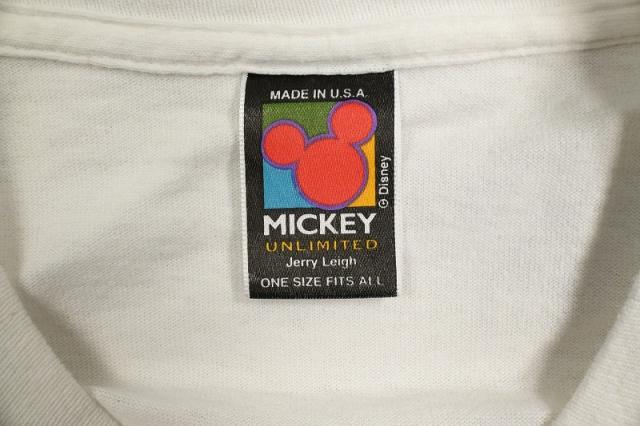 MADE IN U.S.A.
© Disney
MICKEY
UNLIMITED
Jerry Leigh
ONE SIZE FITS ALL